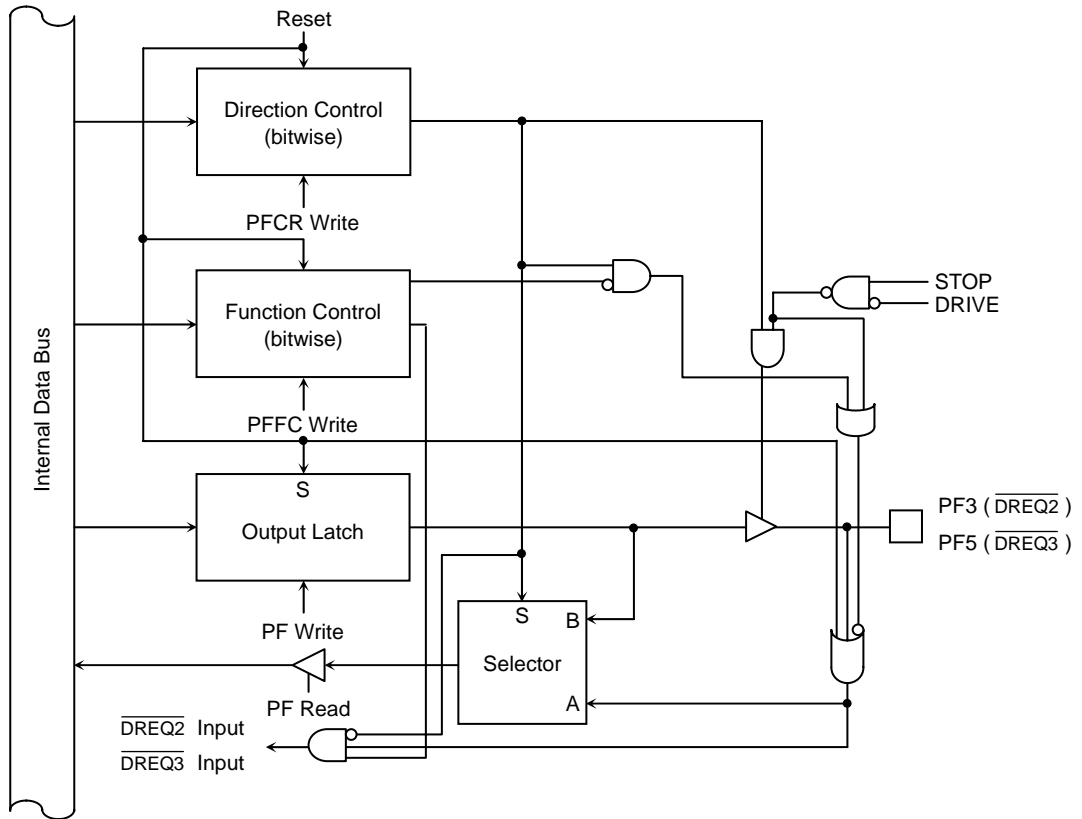 Reset
Direction Control
(bitwise)
PFCR Write
Function Control
(bitwise)
STOP
DRIVE
Internal Data Bus
PFFC Write
S
Output Latch
PF3 ( DREQ2 )
PF5 ( DREQ3 )
PF Write
S
B
Selector
A
PF Read
DREQ2 Input
DREQ3 Input